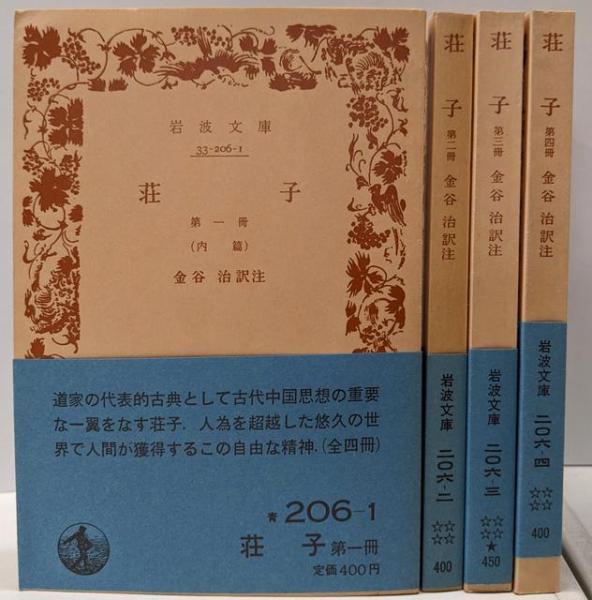 岩波文庫
33-206-1
荘子
第一冊
(内篇)
金谷治訳注
道家の代表的古典として古代中国思想の重要
な一翼をなす荘子．人為を超越した悠久の世
界で人間が獲得するこの自由な精神．(全四冊)
青 206-1
荘子 第一冊
定価400円
荘子 第二冊 金谷治訳注
岩波文庫 二〇六-二
☆☆
☆☆
400
荘子 第三冊 金谷治訳注
岩波文庫 二〇六-三
☆☆
☆☆
★
450
荘子 第四冊 金谷治訳注
岩波文庫 二〇六-四
☆☆
☆☆
400